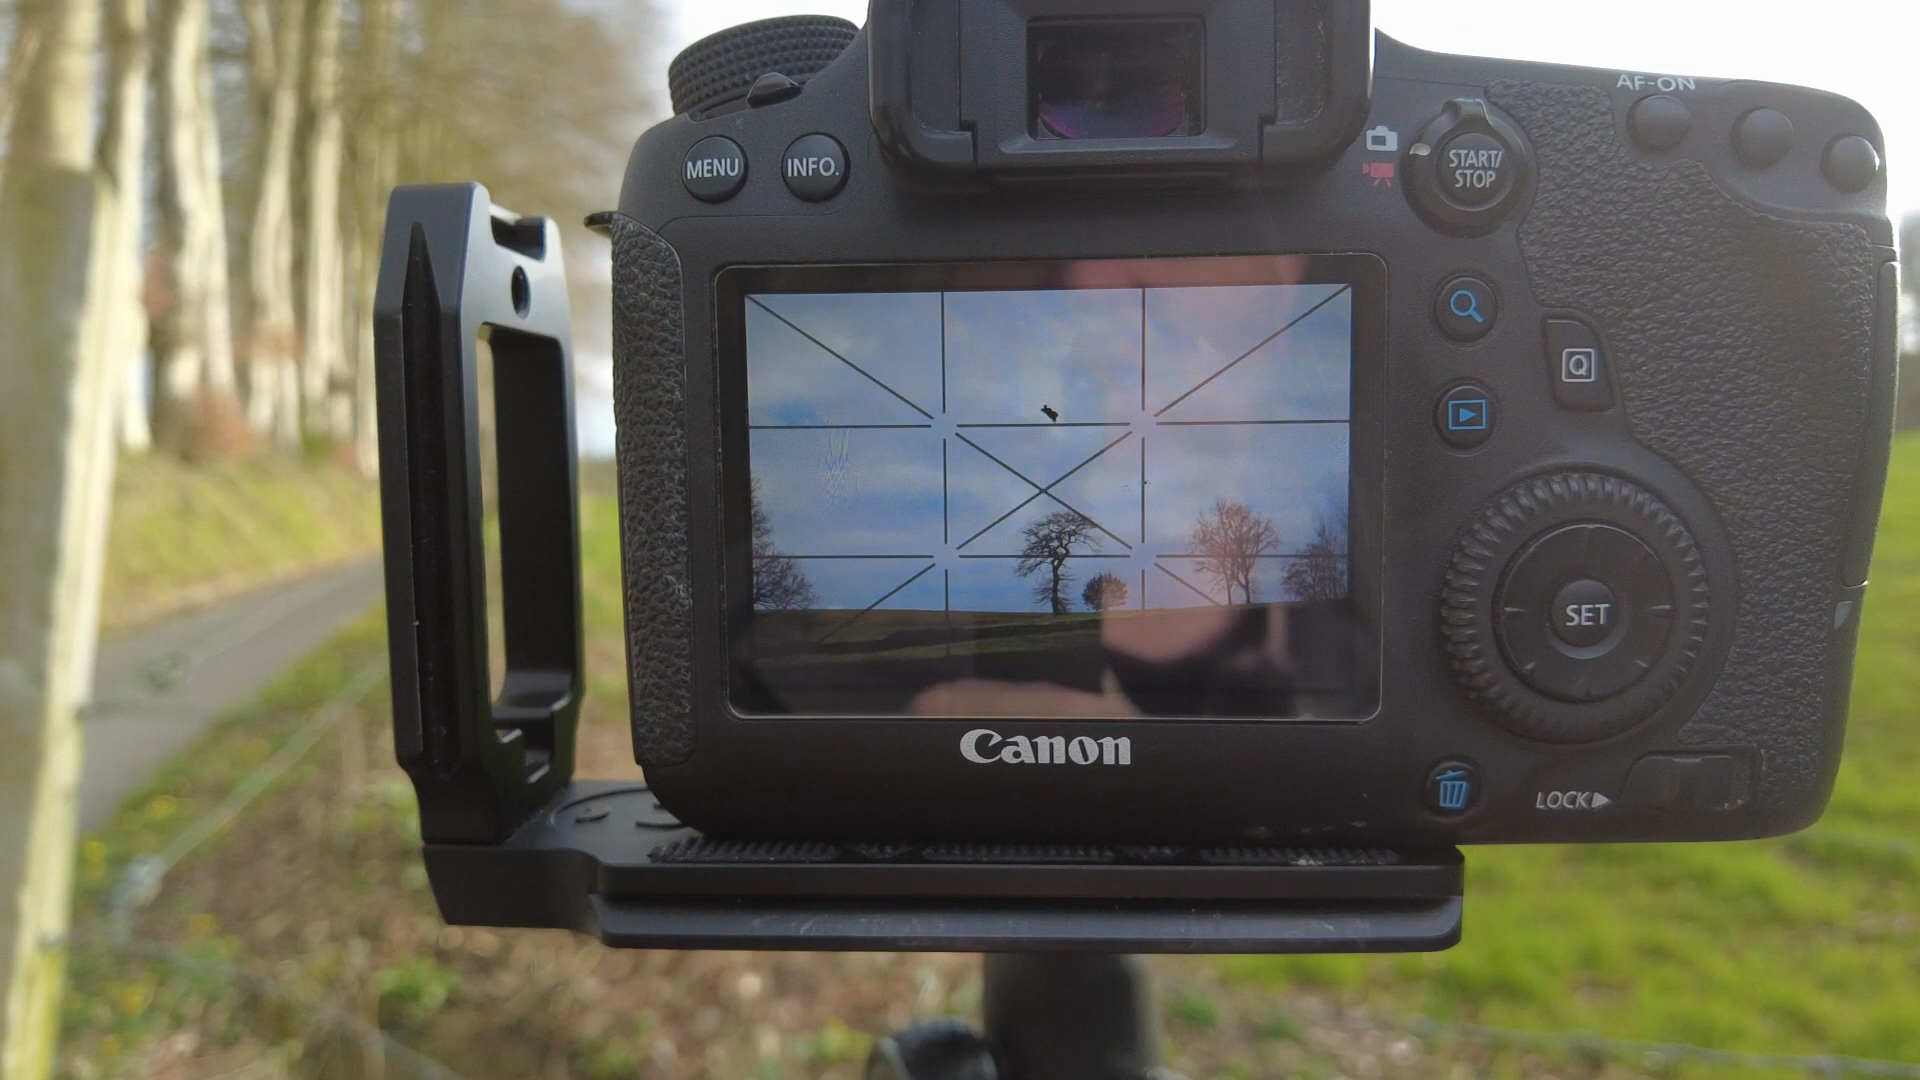 AF-ON
MENU
INFO.
START/
STOP
Q
SET
Canon
LOCK